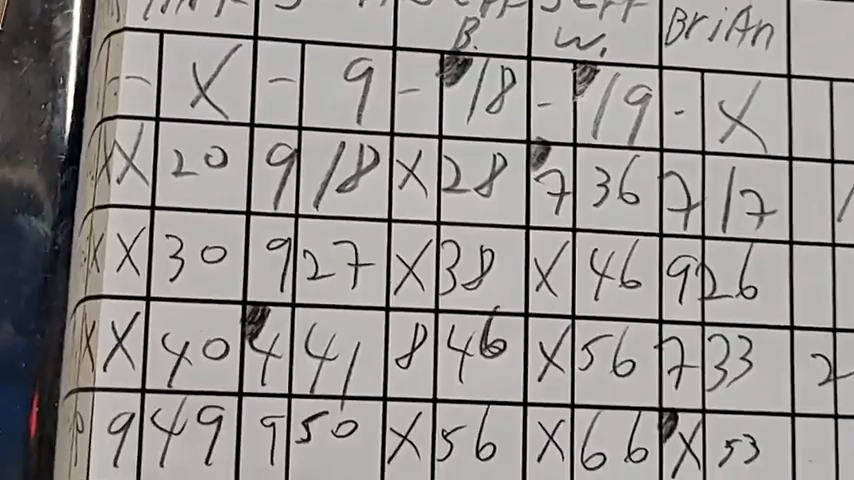 B. W. BriAn
- X - 9 - 18 - 19 - X
X X 20 9 18 X 28 7 36 7 17
X X 30 9 27 X 38 X 46 9 26
X X 40 4 41 8 46 X 56 7 33 2
9 49 9 50 X 56 X 66 X 53